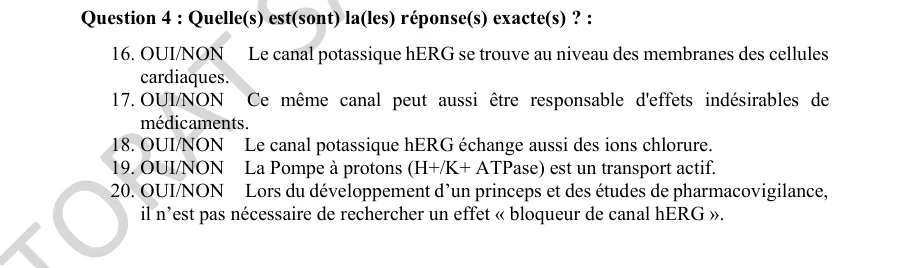 Question 4 : Quelle(s) est(sont) la(les) réponse(s) exacte(s) ? :
16. OUI/NON Le canal potassique hERG se trouve au niveau des membranes des cellules
cardiaques.
17. OUI/NON Ce même canal peut aussi être responsable d'effets indésirables de
médicaments.
18. OUI/NON Le canal potassique hERG échange aussi des ions chlorure.
19. OUI/NON La Pompe à protons (H+/K+ ATPase) est un transport actif.
20. OUI/NON Lors du développement d’un princeps et des études de pharmacovigilance,
il n’est pas nécessaire de rechercher un effet « bloqueur de canal hERG ».
TORAT S